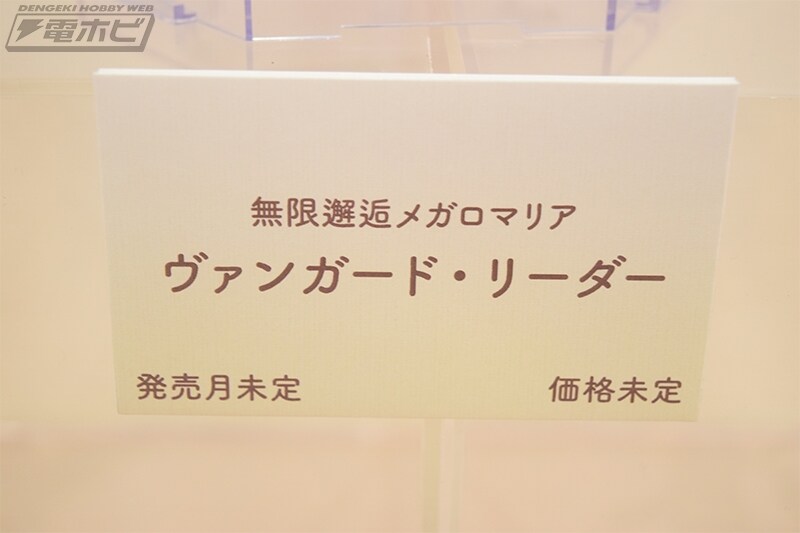 DENGEKI HOBBY WEB
電ホビ
無限邂逅メガロマリア
ヴァンガード・リーダー
発売月未定
価格未定